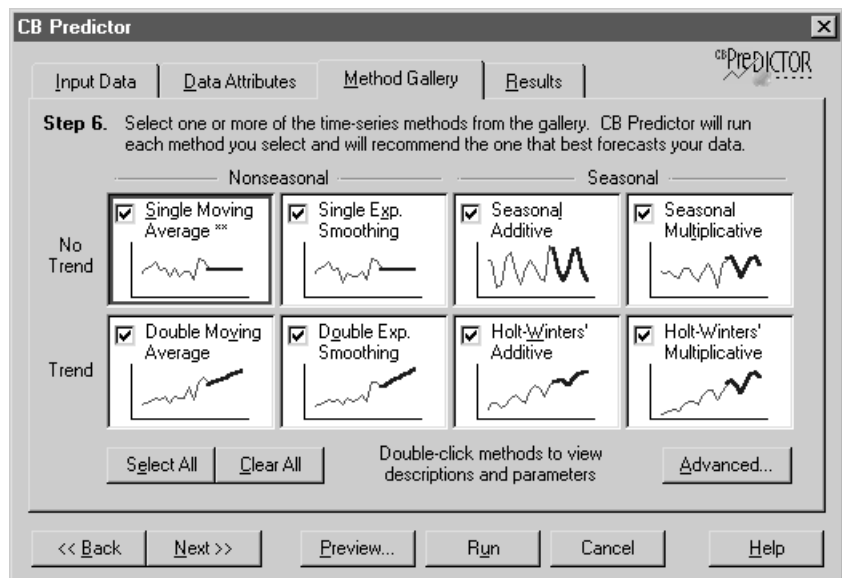 CB Predictor
CB PREDICTOR
Input Data
Data Attributes
Method Gallery
Results
Step 6. Select one or more of the time-series methods from the gallery. CB Predictor will run
each method you select and will recommend the one that best forecasts your data.
Nonseasonal
Seasonal
No
Trend
Single Moving
Average **
Single Exp.
Smoothing
Seasonal
Additive
Seasonal
Multiplicative
Trend
Double Moving
Average
Double Exp.
Smoothing
Holt-Winters'
Additive
Holt-Winters'
Multiplicative
Select All
Clear All
Double-click methods to view
descriptions and parameters
Advanced...
<< Back
Next >>
Preview...
Run
Cancel
Help